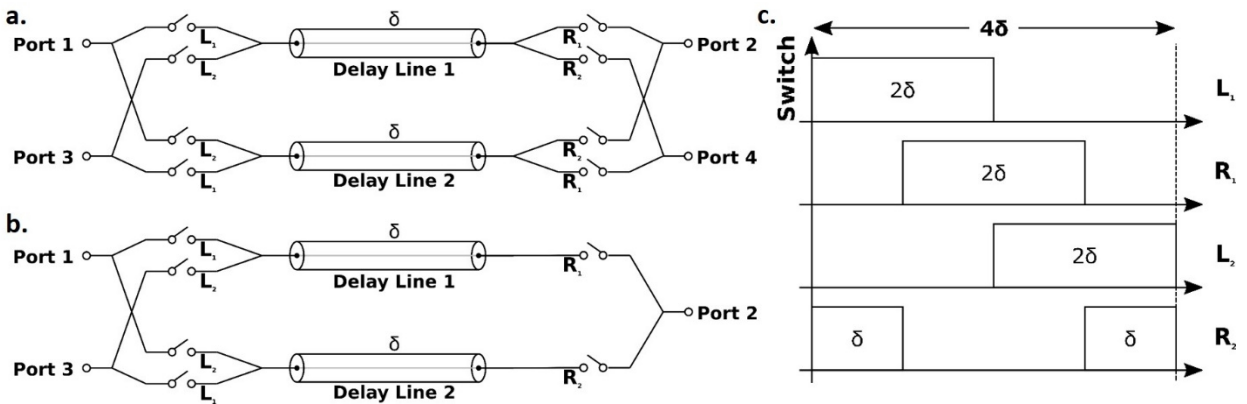 a.
δ
Port 1
L₁
L₂
Delay Line 1
R₁
R₂
Port 2
δ
Port 3
L₂
L₁
Delay Line 2
R₂
R₁
Port 4
b.
δ
Port 1
L₁
L₂
Delay Line 1
R₁
Port 2
δ
Port 3
L₂
L₁
Delay Line 2
R₂
c.
4δ
Switch
2δ
L₁
2δ
R₁
2δ
L₂
δ
δ
R₂